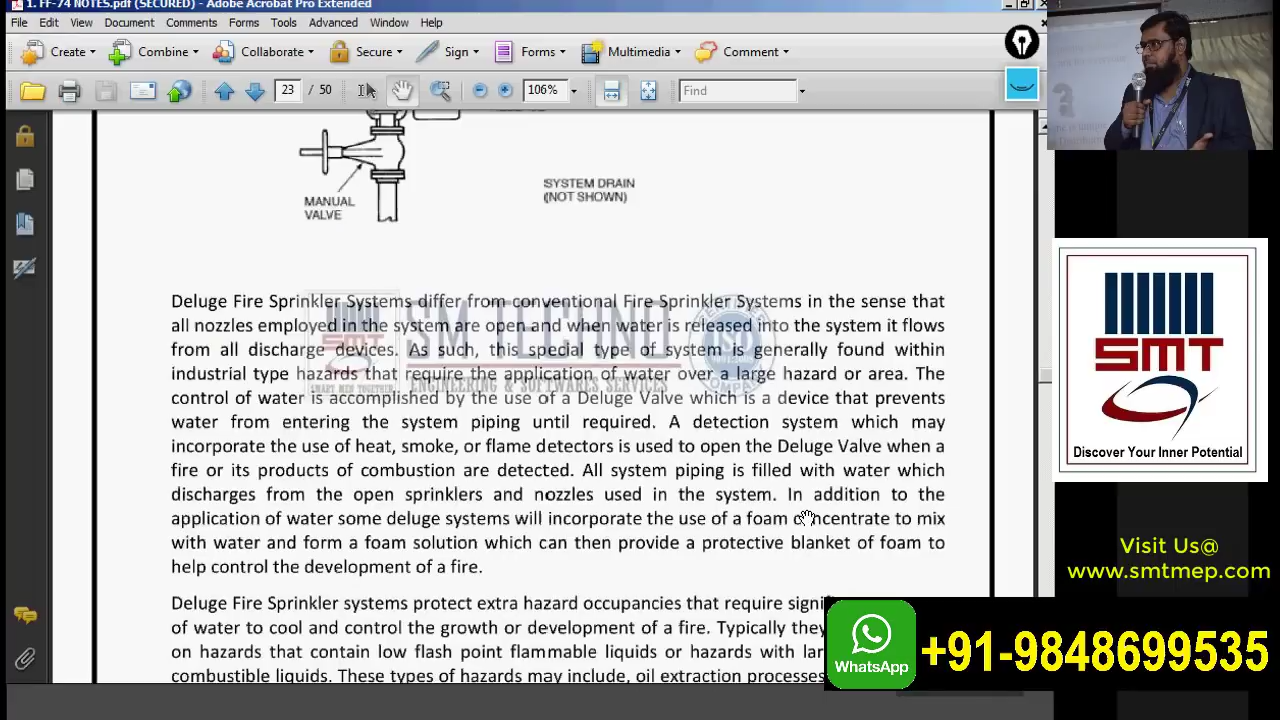 1. FF-74 NOTES.pdf (SECURED) - Adobe Acrobat Pro Extended
File Edit View Document Comments Forms Tools Advanced Window Help
Create Combine Collaborate Secure Sign Forms Multimedia Comment
23 / 50 106% Find
MANUAL
VALVE
SYSTEM DRAIN
(NOT SHOWN)
Deluge Fire Sprinkler Systems differ from conventional Fire Sprinkler Systems in the sense that
all nozzles employed in the system are open and when water is released into the system it flows
from all discharge devices. As such, this special type of system is generally found within
industrial type hazards that require the application of water over a large hazard or area. The
control of water is accomplished by the use of a Deluge Valve which is a device that prevents
water from entering the system piping until required. A detection system which may
incorporate the use of heat, smoke, or flame detectors is used to open the Deluge Valve when a
fire or its products of combustion are detected. All system piping is filled with water which
discharges from the open sprinklers and nozzles used in the system. In addition to the
application of water some deluge systems will incorporate the use of a foam concentrate to mix
with water and form a foam solution which can then provide a protective blanket of foam to
help control the development of a fire.
Deluge Fire Sprinkler systems protect extra hazard occupancies that require
of water to cool and control the growth or development of a fire. Typically they
on hazards that contain low flash point flammable liquids or hazards with
combustible liquids. These types of hazards may include, oil extraction processes
SMT
SMART MEN TOGETHER
SM TECHNO
ENGINEERING & SOFTWARES SERVICES
ISO
SMT
Discover Your Inner Potential
Visit Us@
www.smtmep.com
WhatsApp
+91-9848699535